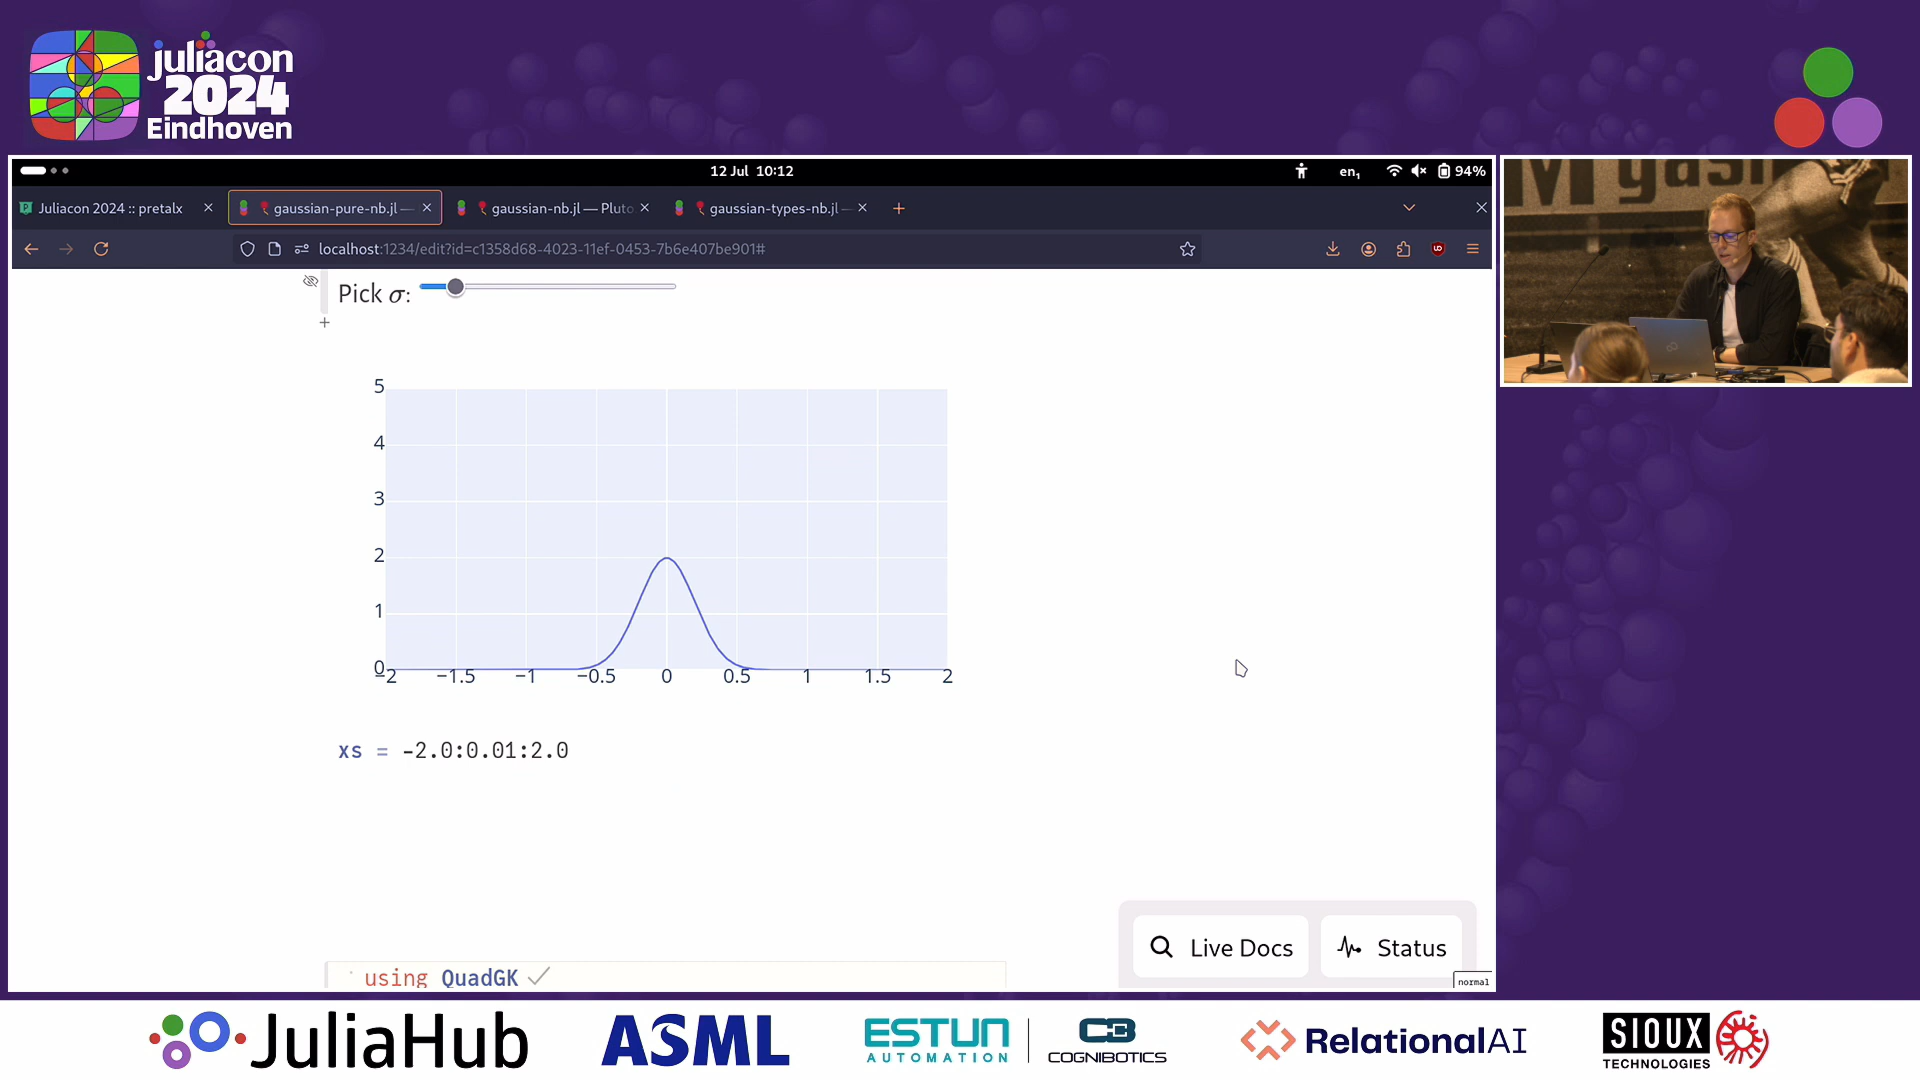 juliacon
2024
Eindhoven
12 Jul 10:12
en₁
94%
Juliacon 2024 :: pretalx
gaussian-pure-nb.jl —
gaussian-nb.jl — Pluto
gaussian-types-nb.jl —
localhost:1234/edit?id=c1358d68-4023-11ef-0453-7b6e407be901#
Pick σ:
5
4
3
2
1
0
−2 −1.5 −1 −0.5 0 0.5 1 1.5 2
xs = -2.0:0.01:2.0
Live Docs
Status
normal
using QuadGK
JuliaHub
ASML
ESTUN
AUTOMATION
COGNIBOTICS
RelationalAI
SIOUX
TECHNOLOGIES